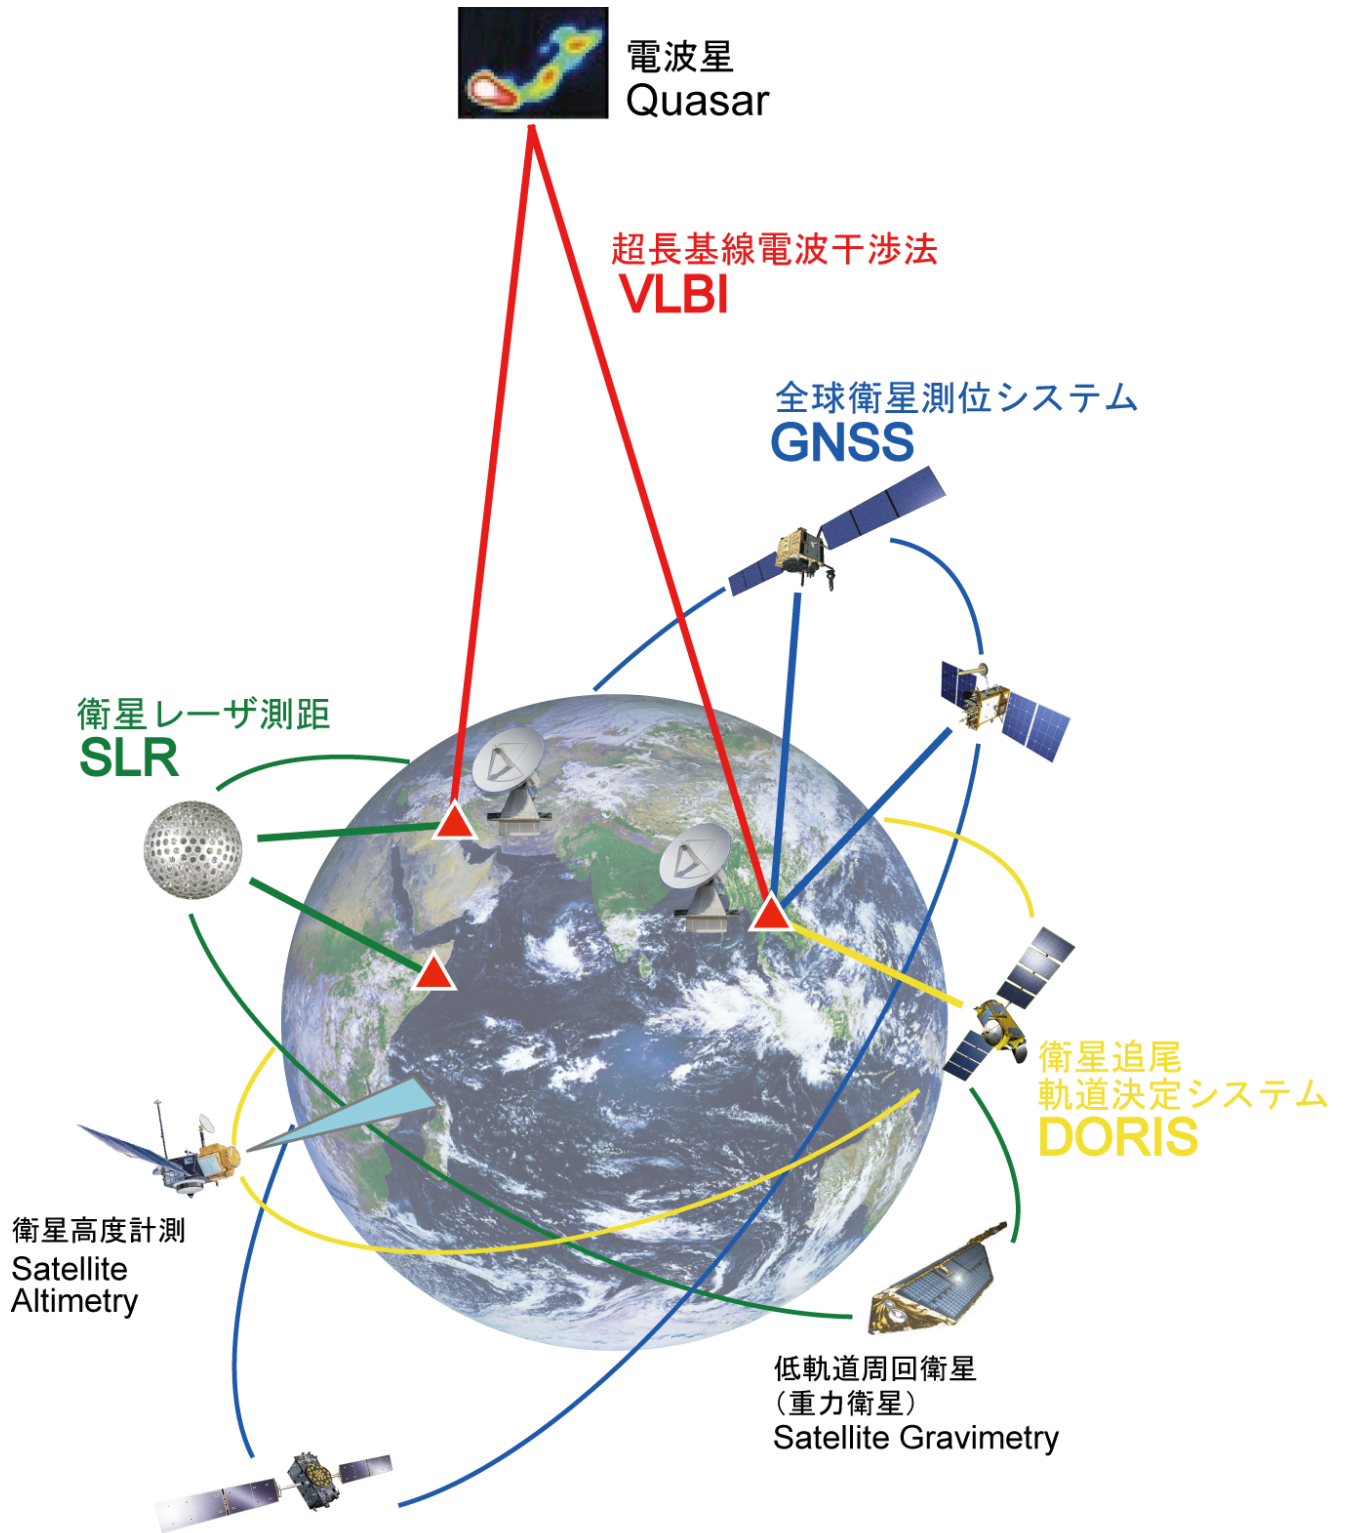 電波星
Quasar
超長基線電波干渉法
VLBI
全球衛星測位システム
GNSS
衛星レーザ測距
SLR
衛星追尾
軌道決定システム
DORIS
衛星高度計測
Satellite
Altimetry
低軌道周回衛星
（重力衛星）
Satellite Gravimetry